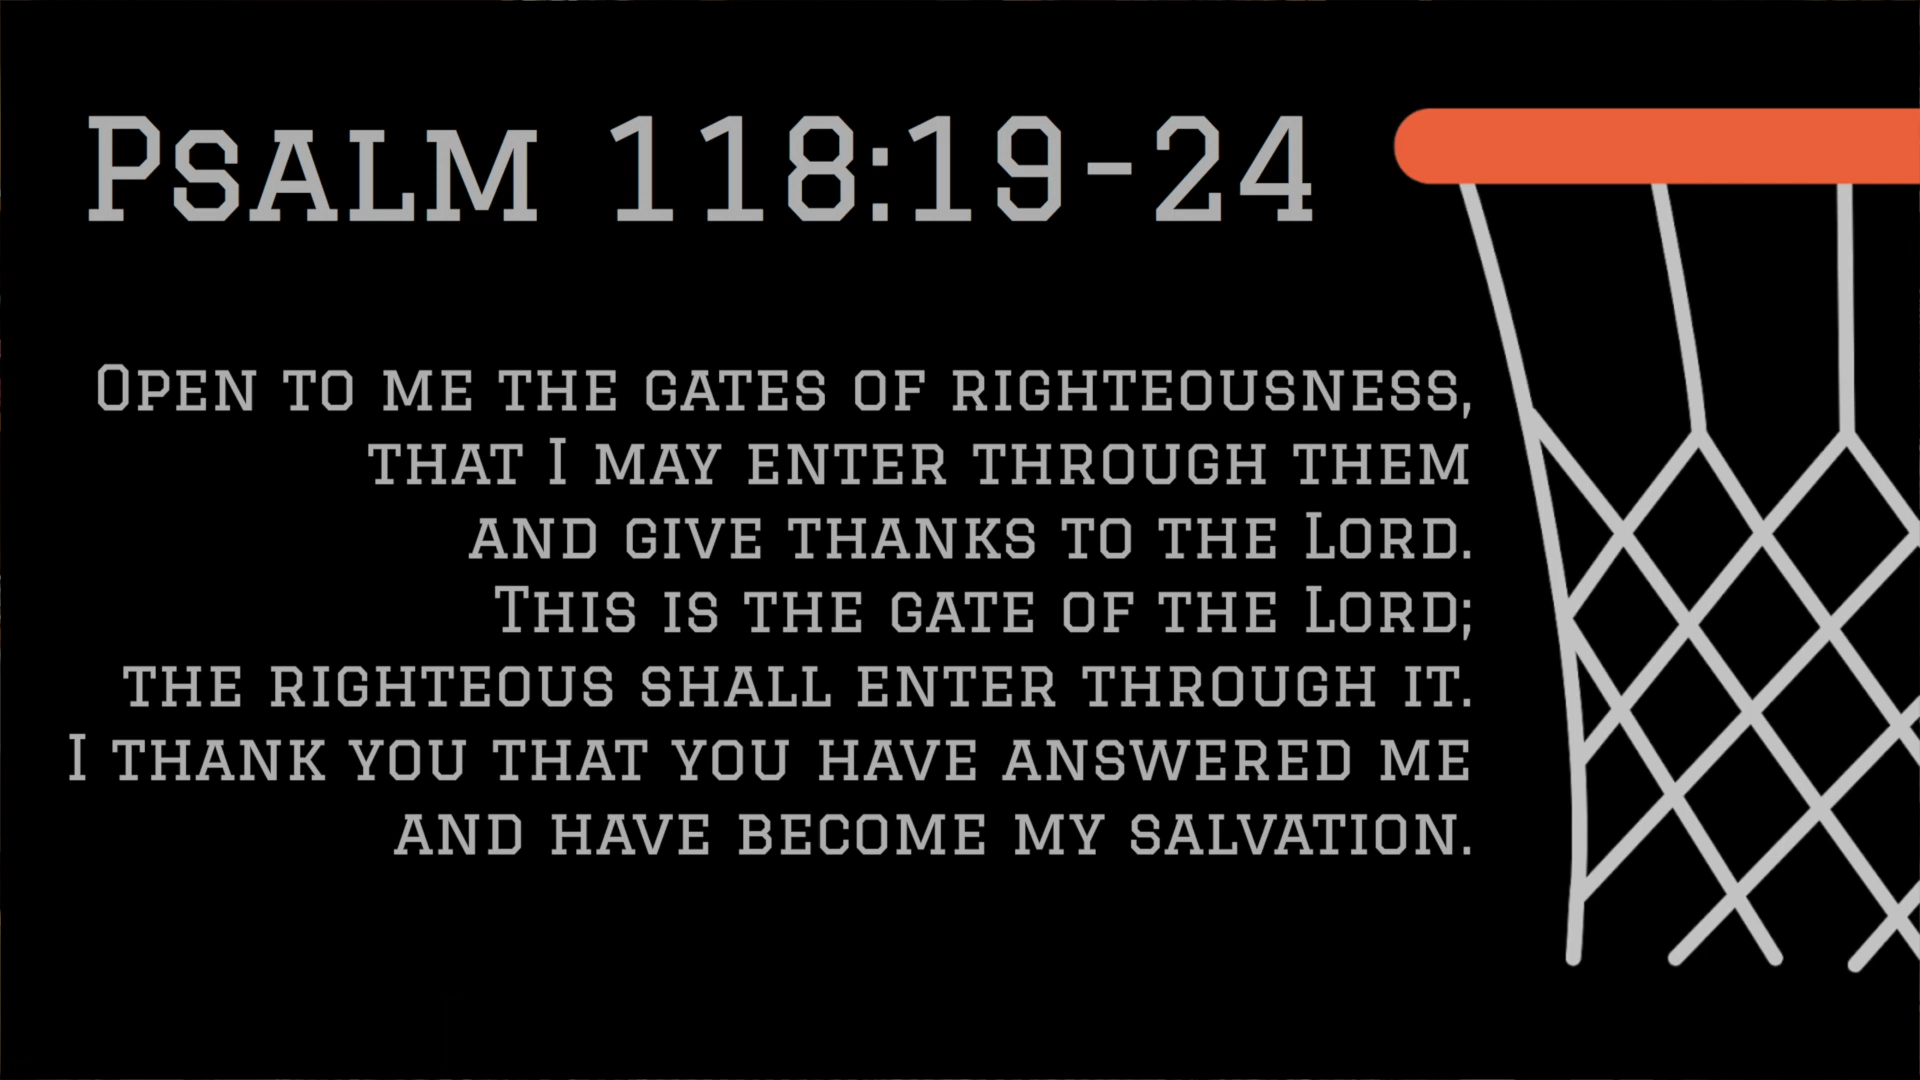 Psalm 118:19-24
Open to me the gates of righteousness,
that I may enter through them
and give thanks to the Lord.
This is the gate of the Lord;
the righteous shall enter through it.
I thank you that you have answered me
and have become my salvation.